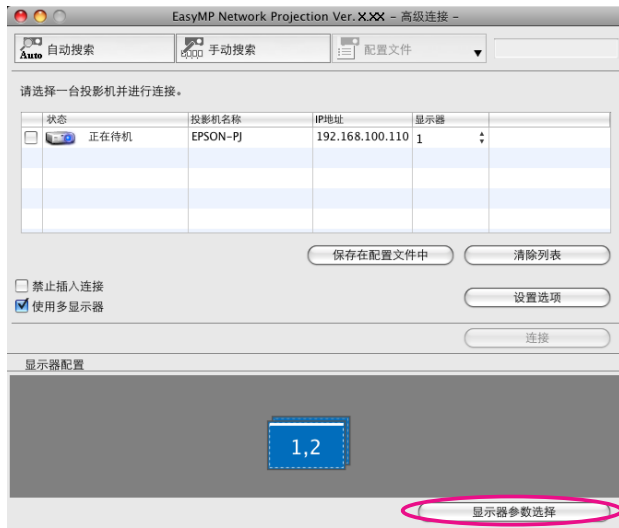 EasyMP Network Projection Ver. X.XX – 高级连接 –
Auto 自动搜索 手动搜索 配置文件
请选择一台投影机并进行连接。
状态 投影机名称 IP地址 显示器
正在待机 EPSON-PJ 192.168.100.110 1
保存在配置文件中 清除列表
禁止插入连接
使用多显示器
设置选项
连接
显示器配置
1,2
显示器参数选择